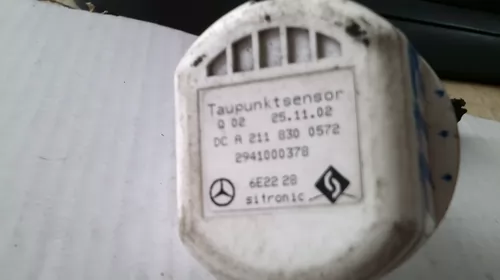 Taupunktsensor
Q 02 25.11.02
DC A 211 830 0572
2941000378
6E22 28
sitronic